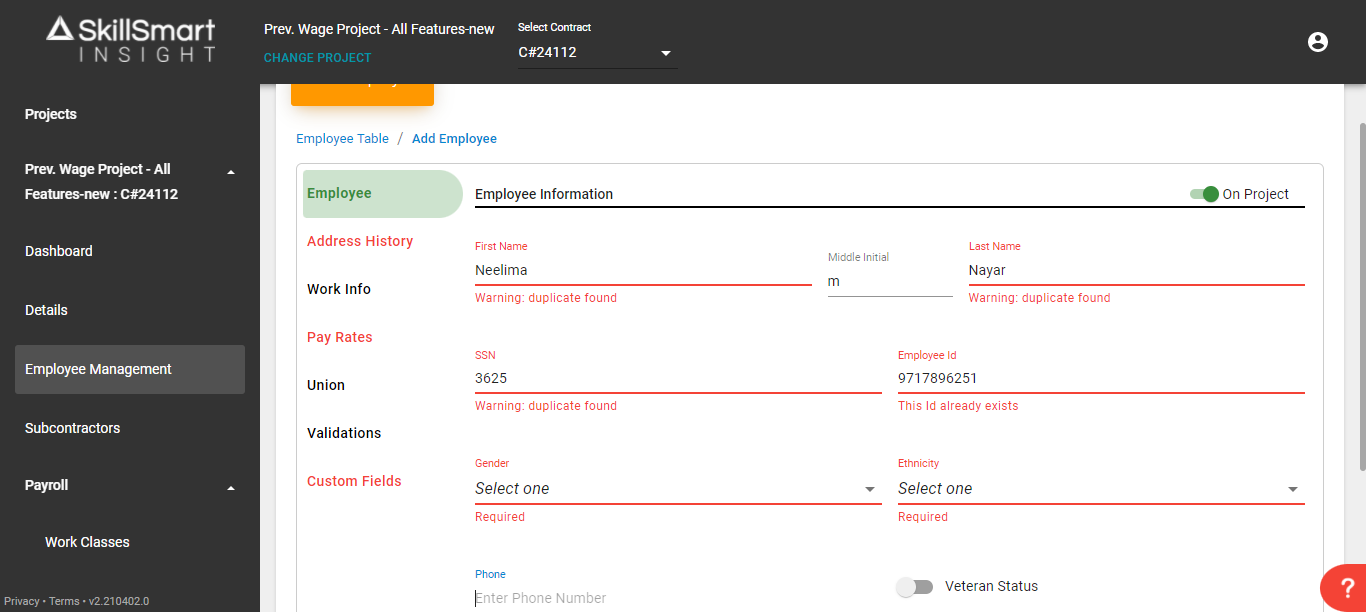 SkillSmart
INSIGHT
Prev. Wage Project - All Features-new
CHANGE PROJECT
Select Contract
C#24112
Projects
Prev. Wage Project - All
Features-new : C#24112
Dashboard
Details
Employee Management
Subcontractors
Payroll
Work Classes
Privacy • Terms • v2.210402.0
Employee Table / Add Employee
Employee
Address History
Work Info
Pay Rates
Union
Validations
Custom Fields
Employee Information
On Project
First Name
Neelima
Warning: duplicate found
Middle Initial
m
Last Name
Nayar
Warning: duplicate found
SSN
3625
Warning: duplicate found
Employee Id
9717896251
This Id already exists
Gender
Select one
Required
Ethnicity
Select one
Required
Phone
Enter Phone Number
Veteran Status
?